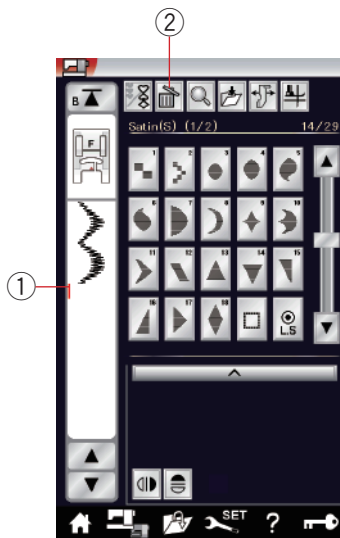 2
B
Satin(S) (1/2) 14/29
F
1 2 3 4 5
6 7 8 9 10
1
11 12 13 14 15
16 17 18 L.S
SET ?